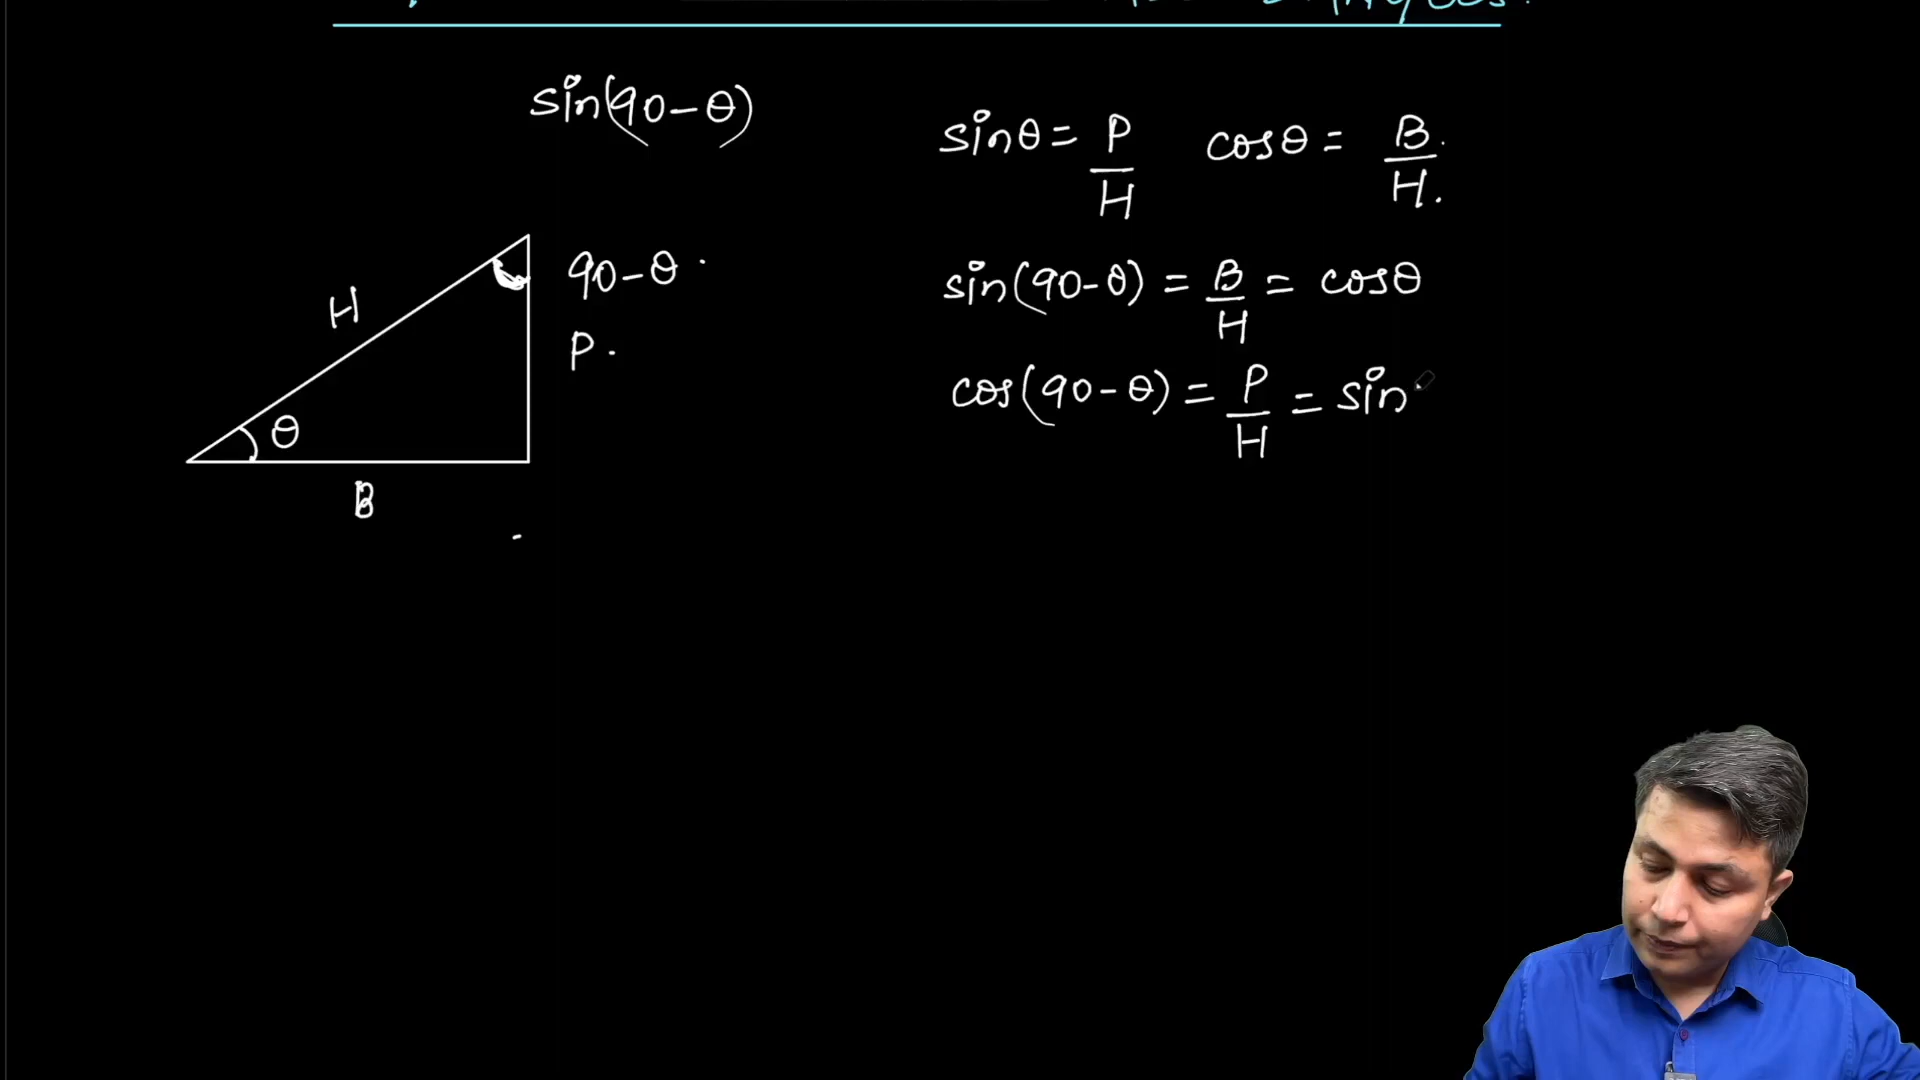 sin(90-θ)
sinθ = P/H cosθ = B/H.
sin(90-θ) = B/H = cosθ
cos(90-θ) = P/H = sin
90-θ.
H
P.
θ
B